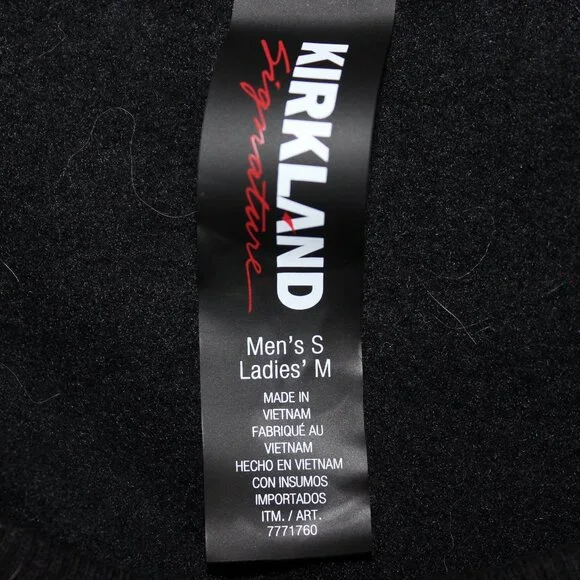 KIRKLAND
Signature
Men's S
Ladies' M
MADE IN
VIETNAM
FABRIQUÉ AU
VIETNAM
HECHO EN VIETNAM
CON INSUMOS
IMPORTADOS
ITM. / ART.
7771760